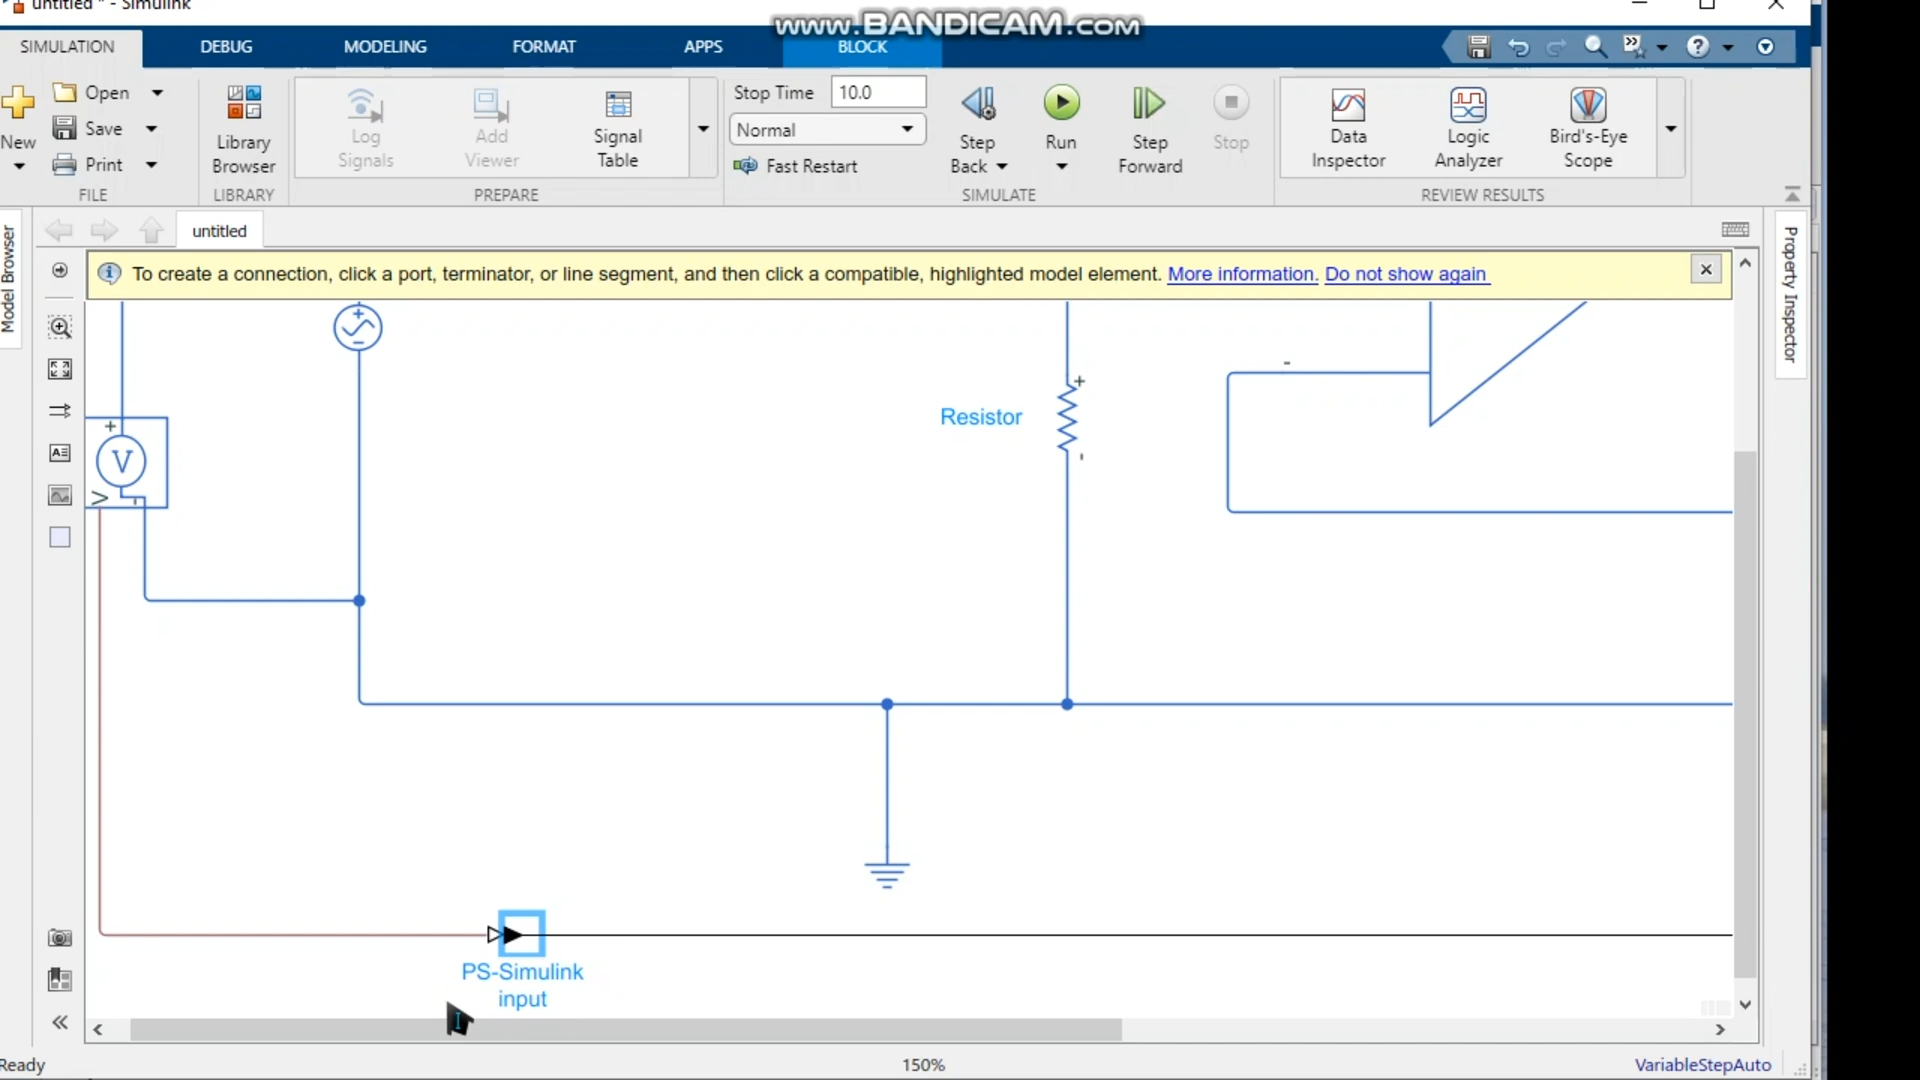 untitled * - Simulink
www.BANDICAM.com
SIMULATION DEBUG MODELING FORMAT APPS BLOCK
New
Open
Save
Print
FILE
Library Browser
LIBRARY
Log Signals
Add Viewer
Signal Table
PREPARE
Stop Time 10.0
Normal
Fast Restart
Step Back
Run
Step Forward
Stop
SIMULATE
Data Inspector
Logic Analyzer
Bird's-Eye Scope
REVIEW RESULTS
untitled
Model Browser
Property Inspector
To create a connection, click a port, terminator, or line segment, and then click a compatible, highlighted model element. More information. Do not show again
+
-
+
V
Resistor
+
-
-
PS-Simulink
input
Ready
150%
VariableStepAuto